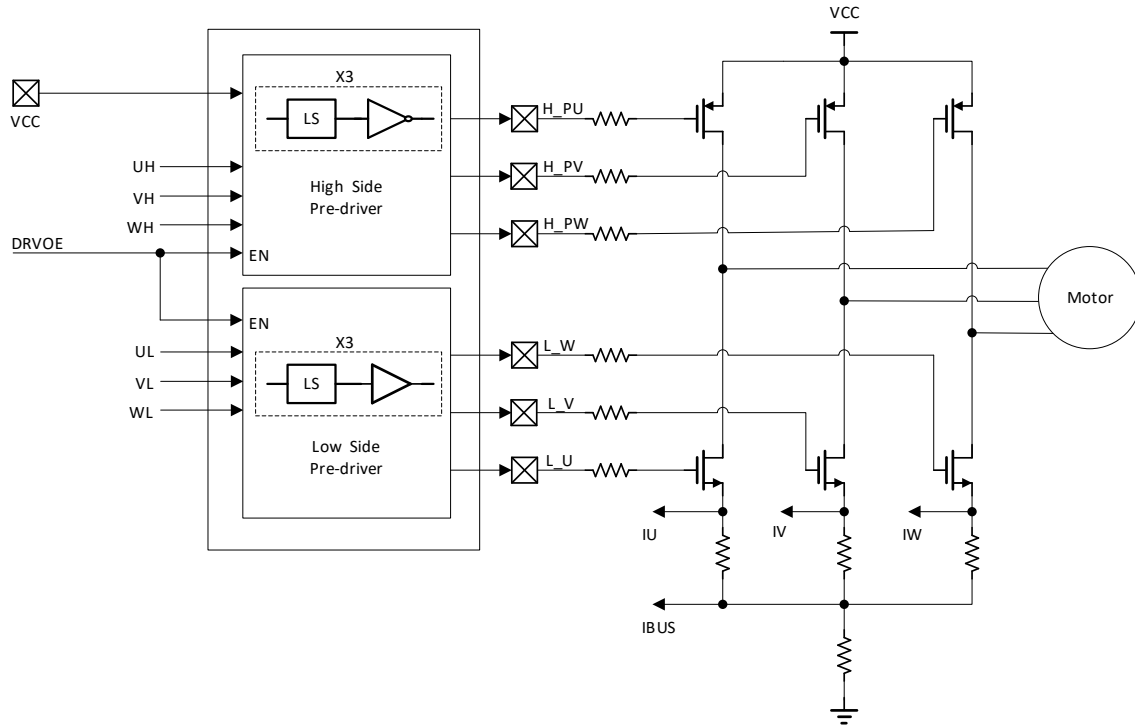 VCC
X3
VCC
LS
H_PU
UH
H_PV
High Side
VH
Pre-driver
WH
H_PW
DRVOE
EN
Motor
EN
UL
X3
L_W
VL
LS
WL
L_V
Low Side
Pre-driver
L_U
IU
IV
IW
IBUS